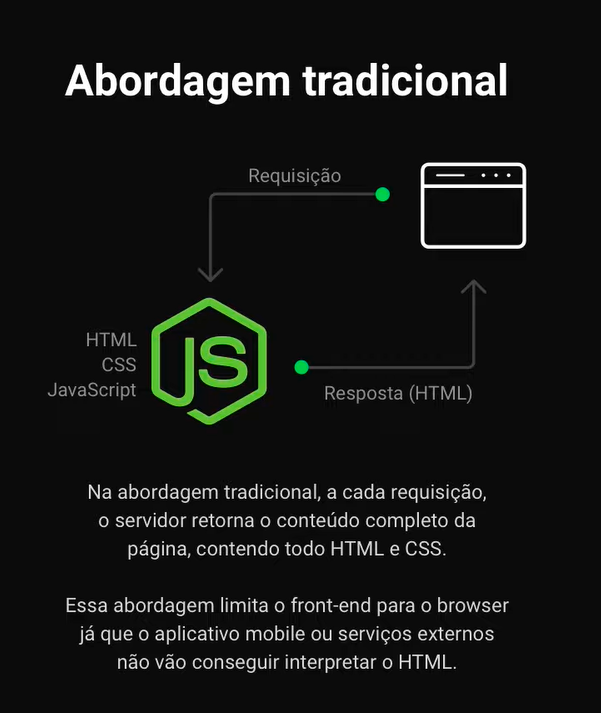 Abordagem tradicional
Requisição
HTML
CSS
JavaScript
JS
Resposta (HTML)
Na abordagem tradicional, a cada requisição,
o servidor retorna o conteúdo completo da
página, contendo todo HTML e CSS.
Essa abordagem limita o front-end para o browser
já que o aplicativo mobile ou serviços externos
não vão conseguir interpretar o HTML.